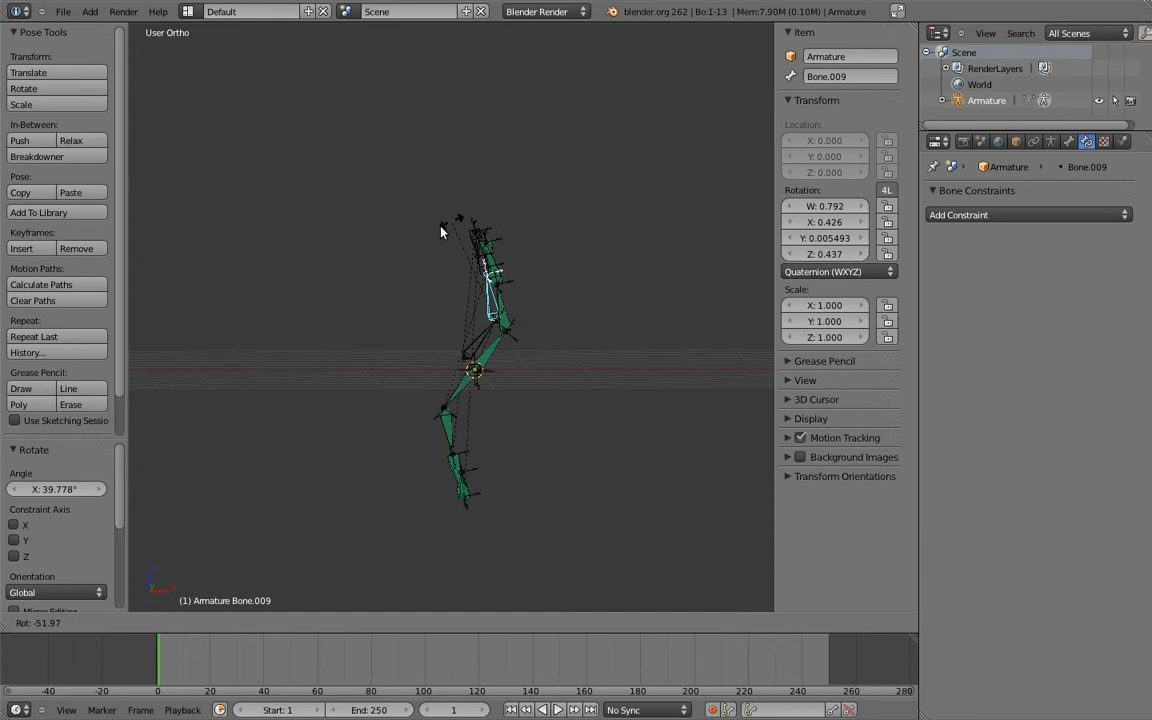 File Add Render Help Default Scene Blender Render blender.org 262 | Bo:1-13 | Mem:7.90M (0.10M) | Armature
Pose Tools
Transform:
Translate
Rotate
Scale
In-Between:
Push Relax
Breakdowner
Pose:
Copy Paste
Add To Library
Keyframes:
Insert Remove
Motion Paths:
Calculate Paths
Clear Paths
Repeat:
Repeat Last
History...
Grease Pencil:
Draw Line
Poly Erase
Use Sketching Sessio
Rotate
Angle
X: 39.778°
Constraint Axis
X
Y
Z
Orientation
Global
User Ortho
(1) Armature Bone.009
Item
Armature
Bone.009
Transform
Location:
X: 0.000
Y: 0.000
Z: 0.000
Rotation: 4L
W: 0.792
X: 0.426
Y: 0.005493
Z: 0.437
Quaternion (WXYZ)
Scale:
X: 1.000
Y: 1.000
Z: 1.000
Grease Pencil
View
3D Cursor
Display
Motion Tracking
Background Images
Transform Orientations
View Search All Scenes
Scene
RenderLayers |
World
Armature |
Armature Bone.009
Bone Constraints
Add Constraint
Rot: -51.97
-40 -20 0 20 40 60 80 100 120 140 160 180 200 220 240 260 280
View Marker Frame Playback Start: 1 End: 250 1 No Sync